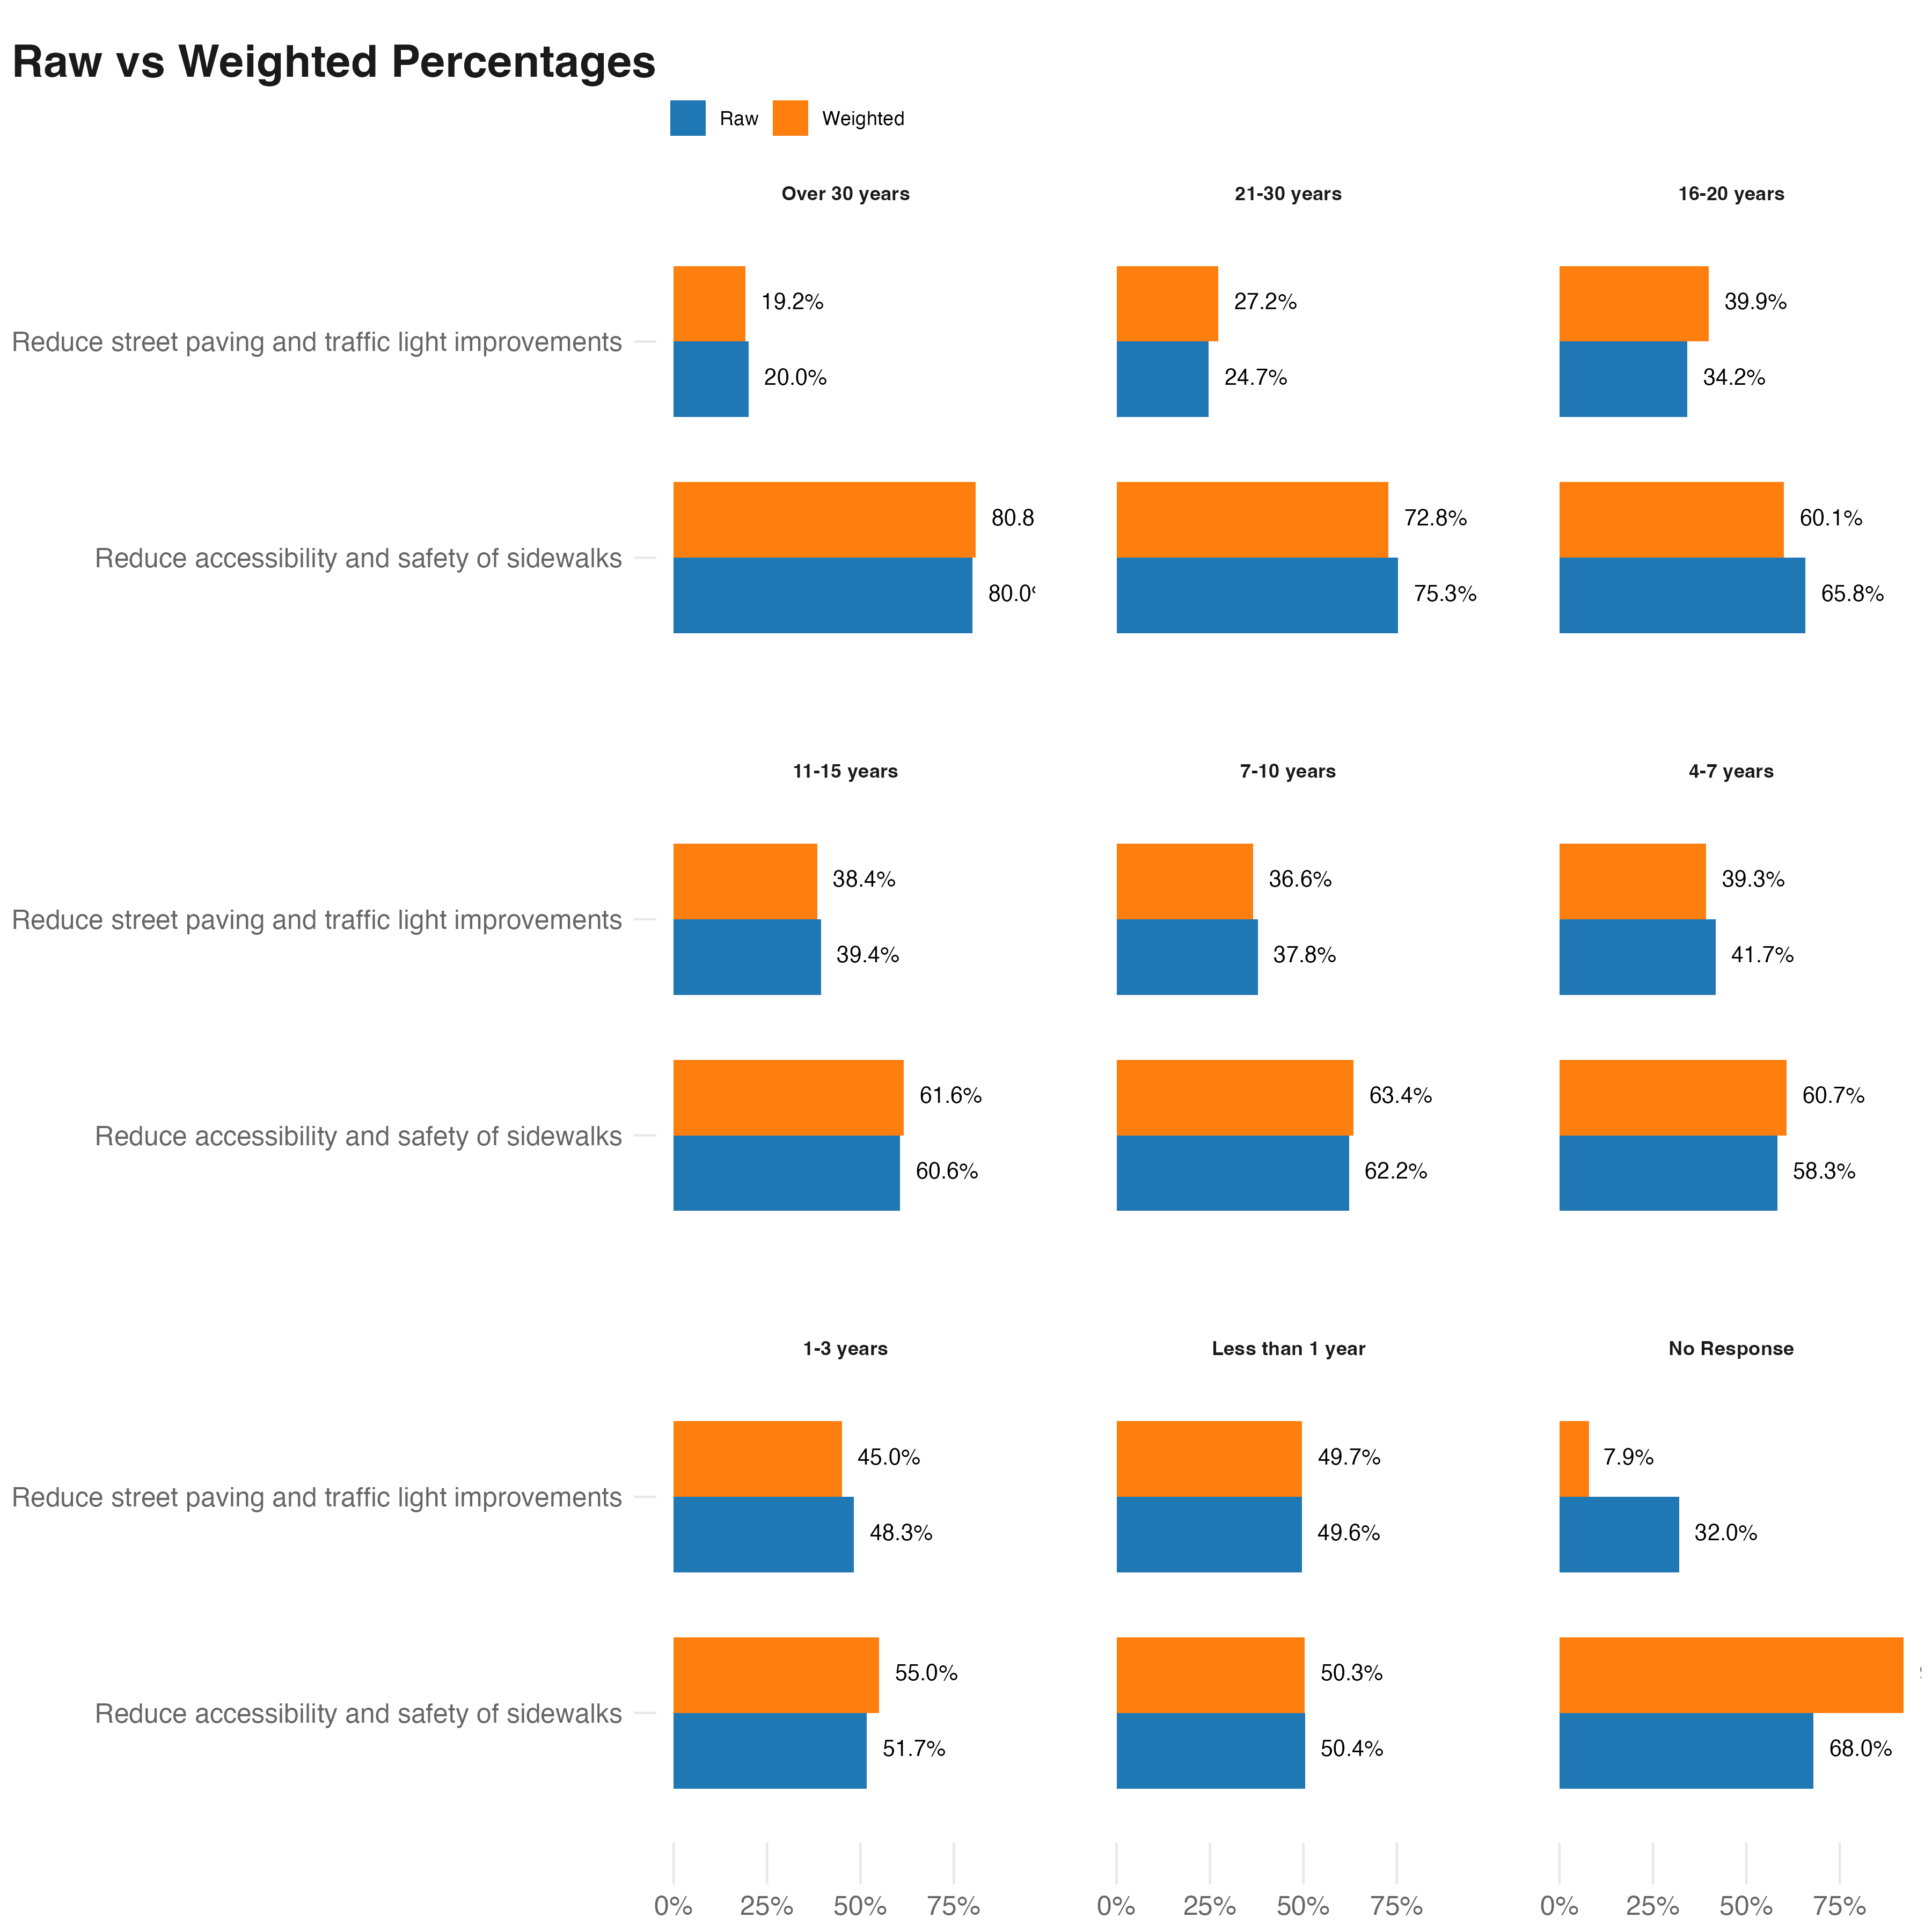 Raw vs Weighted Percentages
Raw Weighted
Over 30 years 21-30 years 16-20 years
19.2% 27.2% 39.9%
Reduce street paving and traffic light improvements
20.0% 24.7% 34.2%
80.8 72.8% 60.1%
Reduce accessibility and safety of sidewalks
80.0 75.3% 65.8%
11-15 years 7-10 years 4-7 years
38.4% 36.6% 39.3%
Reduce street paving and traffic light improvements
39.4% 37.8% 41.7%
61.6% 63.4% 60.7%
Reduce accessibility and safety of sidewalks
60.6% 62.2% 58.3%
1-3 years Less than 1 year No Response
45.0% 49.7% 7.9%
Reduce street paving and traffic light improvements
48.3% 49.6% 32.0%
55.0% 50.3%
Reduce accessibility and safety of sidewalks
51.7% 50.4% 68.0%
0% 25% 50% 75% 0% 25% 50% 75% 0% 25% 50% 75%